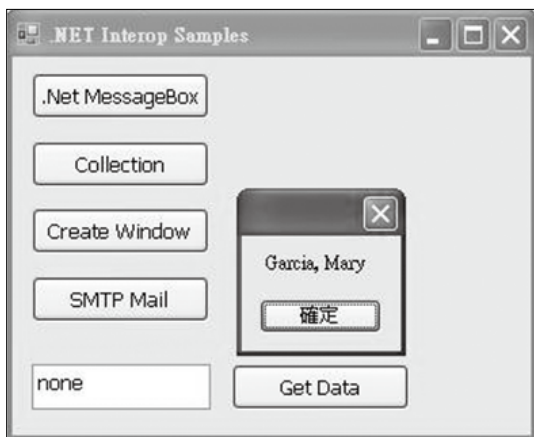 .NET Interop Samples
.Net MessageBox
Collection
Create Window
Garcia, Mary
SMTP Mail
確定
none
Get Data